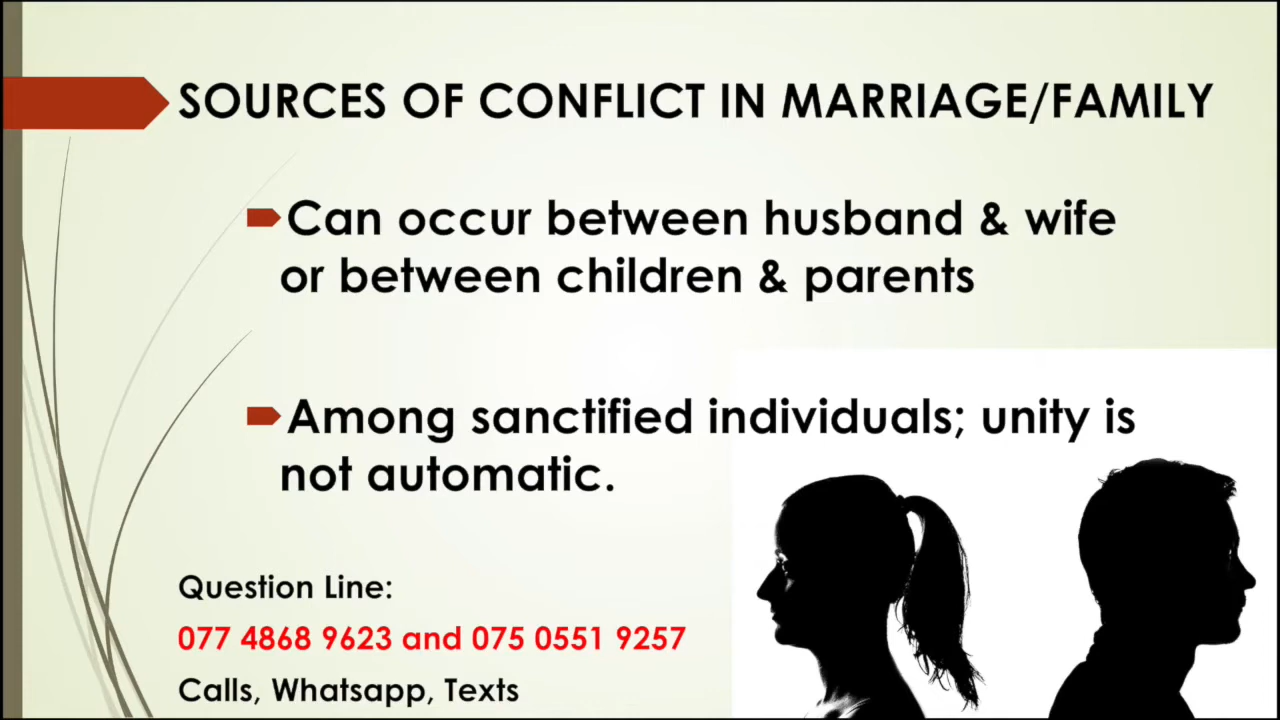 SOURCES OF CONFLICT IN MARRIAGE/FAMILY
Can occur between husband & wife
or between children & parents
Among sanctified individuals; unity is
not automatic.
Question Line:
077 4868 9623 and 075 0551 9257
Calls, Whatsapp, Texts